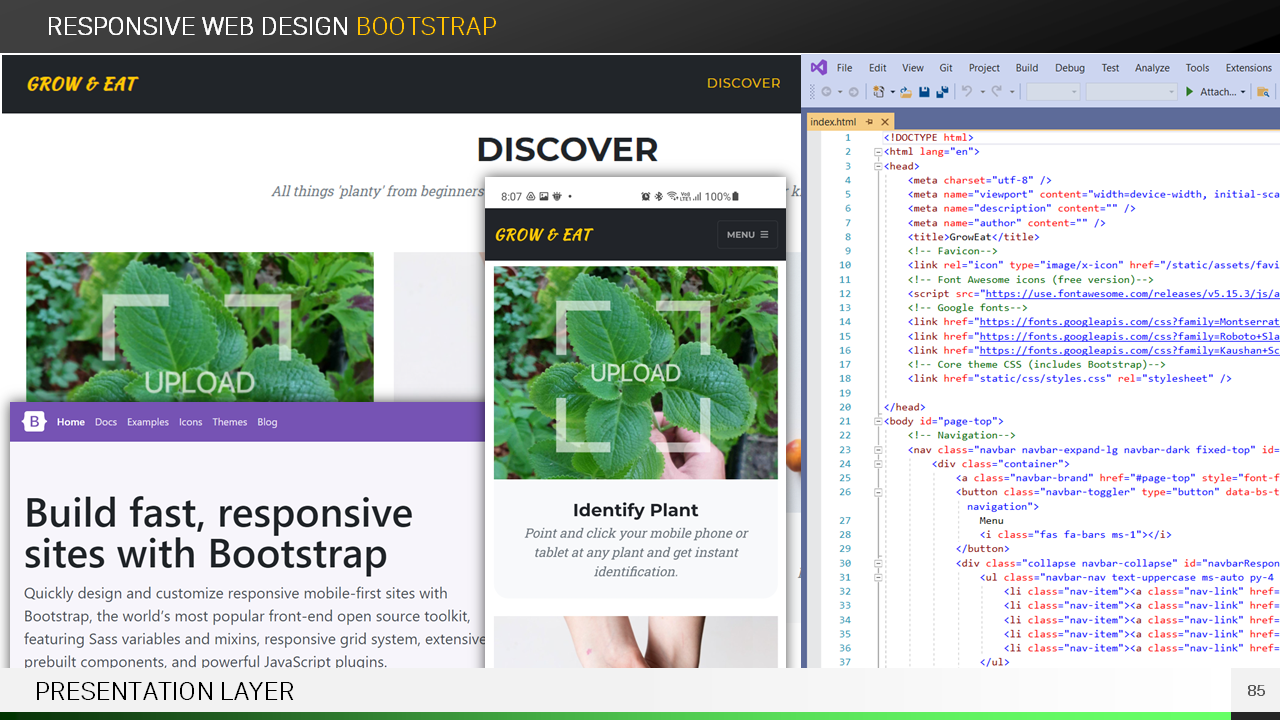 RESPONSIVE WEB DESIGN BOOTSTRAP
GROW & EAT
DISCOVER
DISCOVER
All things 'planty' from beginners
UPLOAD
Home Docs Examples Icons Themes Blog
Build fast, responsive
sites with Bootstrap
Quickly design and customize responsive mobile-first sites with
Bootstrap, the world's most popular front-end open source toolkit,
featuring Sass variables and mixins, responsive grid system, extensive
prebuilt components, and powerful JavaScript plugins.
8:07 100%
GROW & EAT
MENU
UPLOAD
Identify Plant
Point and click your mobile phone or
tablet at any plant and get instant
identification.
File Edit View Git Project Build Debug Test Analyze Tools Extensions
Attach...
index.html
1 <!DOCTYPE html>
2 <html lang="en">
3 <head>
4 <meta charset="utf-8" />
5 <meta name="viewport" content="width=device-width, initial-sca
6 <meta name="description" content="" />
7 <meta name="author" content="" />
8 <title>GrowEat</title>
9 <!-- Favicon-->
10 <link rel="icon" type="image/x-icon" href="/static/assets/favi
11 <!-- Font Awesome icons (free version)-->
12 <script src="https://use.fontawesome.com/releases/v5.15.3/js/a
13 <!-- Google fonts-->
14 <link href="https://fonts.googleapis.com/css?family=Montserrat
15 <link href="https://fonts.googleapis.com/css?family=Roboto+Sla
16 <link href="https://fonts.googleapis.com/css?family=Kaushan+Sc
17 <!-- Core theme CSS (includes Bootstrap)-->
18 <link href="static/css/styles.css" rel="stylesheet" />
19
20 </head>
21 <body id="page-top">
22 <!-- Navigation-->
23 <nav class="navbar navbar-expand-lg navbar-dark fixed-top" id=
24 <div class="container">
25 <a class="navbar-brand" href="#page-top" style="font-f
26 <button class="navbar-toggler" type="button" data-bs-t
navigation">
27 Menu
28 <i class="fas fa-bars ms-1"></i>
29 </button>
30 <div class="collapse navbar-collapse" id="navbarRespon
31 <ul class="navbar-nav text-uppercase ms-auto py-4
32 <li class="nav-item"><a class="nav-link" href=
33 <li class="nav-item"><a class="nav-link" href=
34 <li class="nav-item"><a class="nav-link" href=
35 <li class="nav-item"><a class="nav-link" href=
36 <li class="nav-item"><a class="nav-link" href=
37 </ul>
PRESENTATION LAYER
85